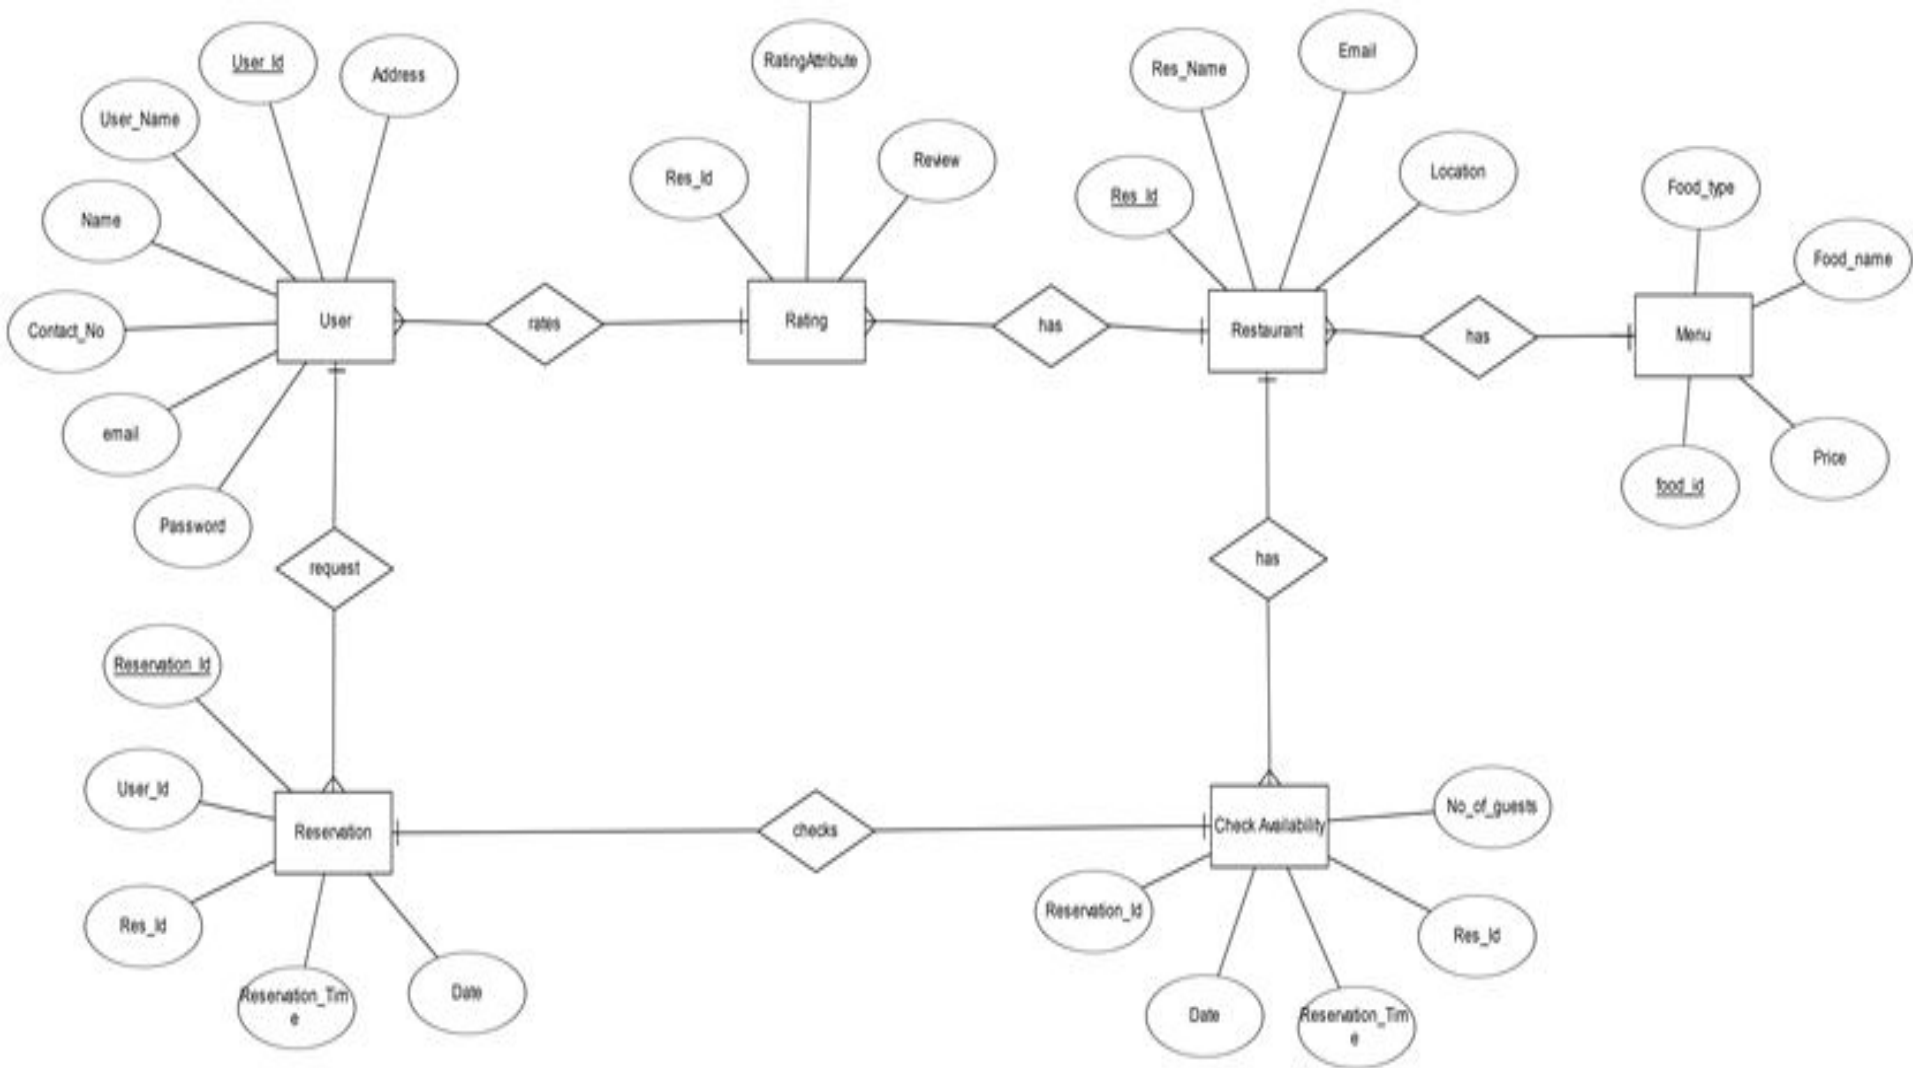 User_Id
Address
User_Name
Name
Contact_No
email
Password
User
rates
RatingAttribute
Res_Id
Review
Rating
has
Res_Name
Email
Res_Id
Location
Restaurant
has
Food_type
Food_name
Menu
food_id
Price
request
has
Reservation_Id
User_Id
Reservation
Res_Id
Reservation_Tim
e
Date
checks
Check Availability
No_of_guests
Reservation_Id
Res_Id
Date
Reservation_Tim
e